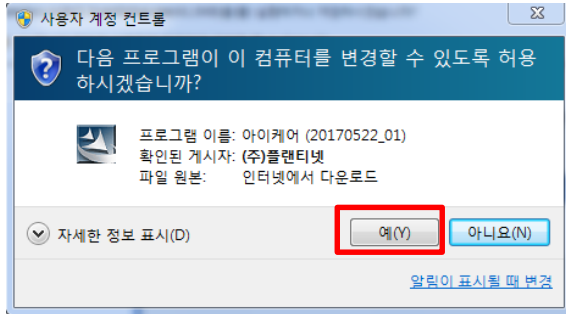 사용자 계정 컨트롤
다음 프로그램이 이 컴퓨터를 변경할 수 있도록 허용
하시겠습니까?
프로그램 이름: 아이케어 (20170522_01)
확인된 게시자: (주)플랜티넷
파일 원본: 인터넷에서 다운로드
자세한 정보 표시(D)
예(Y)
아니요(N)
알림이 표시될 때 변경